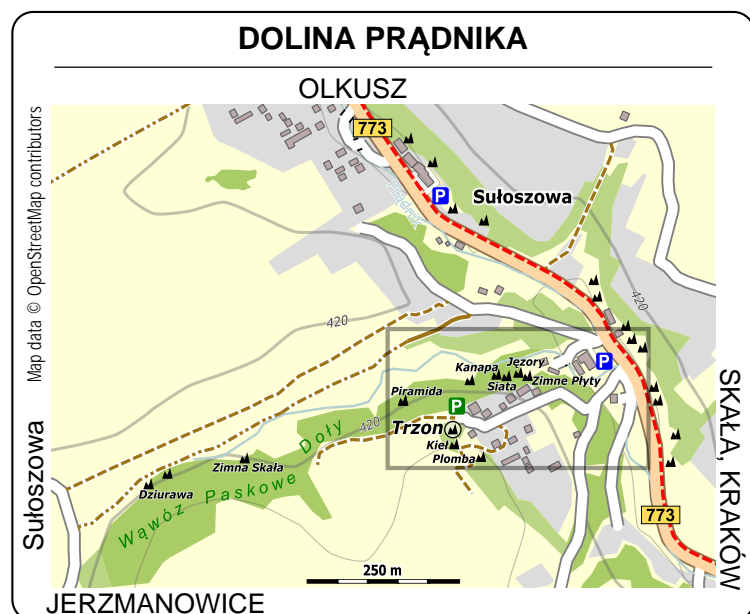 DOLINA PRĄDNIKA
OLKUSZ
Map data © OpenStreetMap contributors
773
P
Sułoszowa
Prądnik
420
420
Jęzory
Kanapa
Siata
Zimne Płyty
P
Piramida
P
Trzon
420
Kieł
Plomba
Zimna Skała
Dziurawa
Wąwóz Paskowe Doły
773
Sułoszowa
SKAŁA, KRAKÓW
250 m
JERZMANOWICE